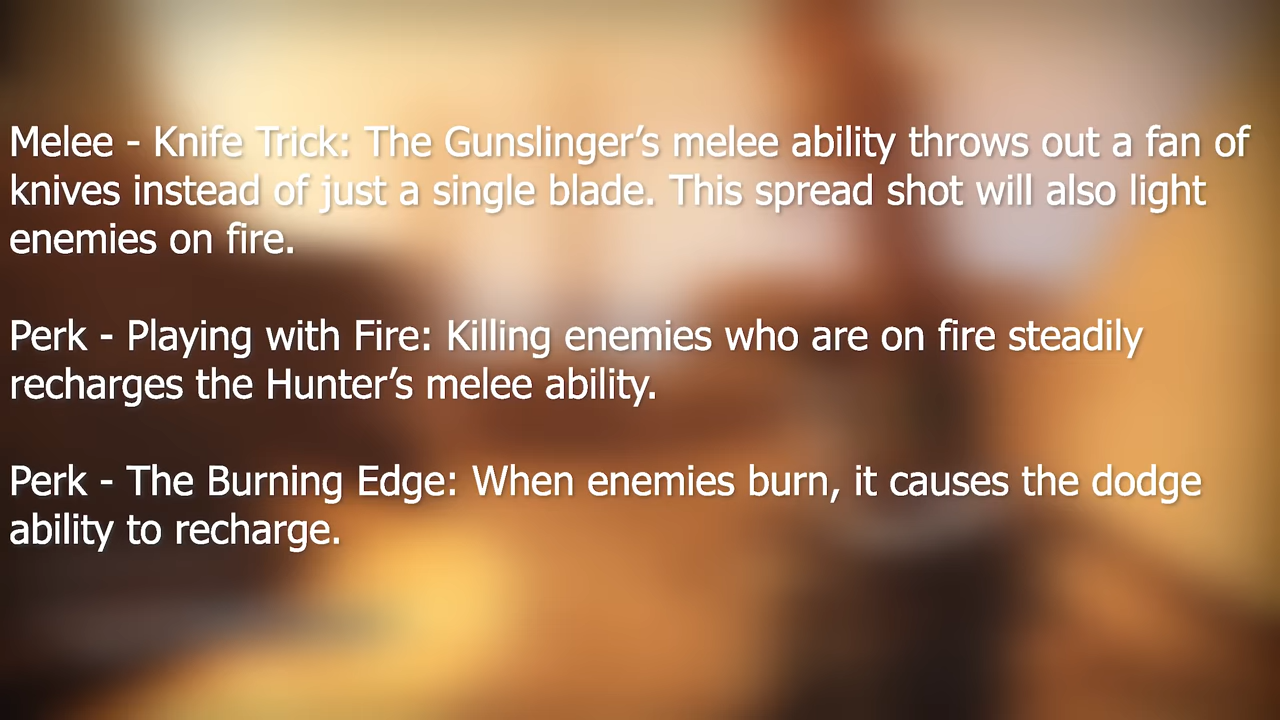 Melee - Knife Trick: The Gunslinger’s melee ability throws out a fan of
knives instead of just a single blade. This spread shot will also light
enemies on fire.
Perk - Playing with Fire: Killing enemies who are on fire steadily
recharges the Hunter’s melee ability.
Perk - The Burning Edge: When enemies burn, it causes the dodge
ability to recharge.